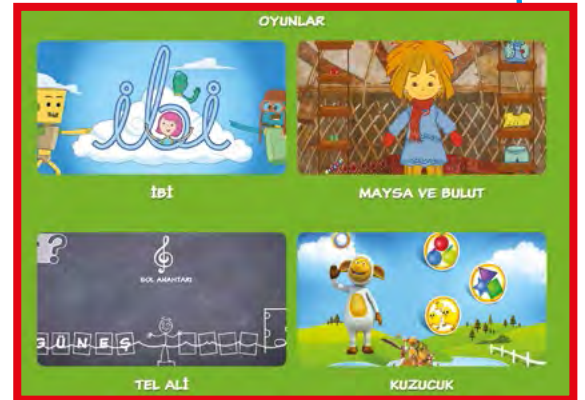 OYUNLAR
ibi
İBİ
MAYSA VE BULUT
?
SOL ANAHTARI
GÜNEŞ
TEL ALİ
KUZUCUK